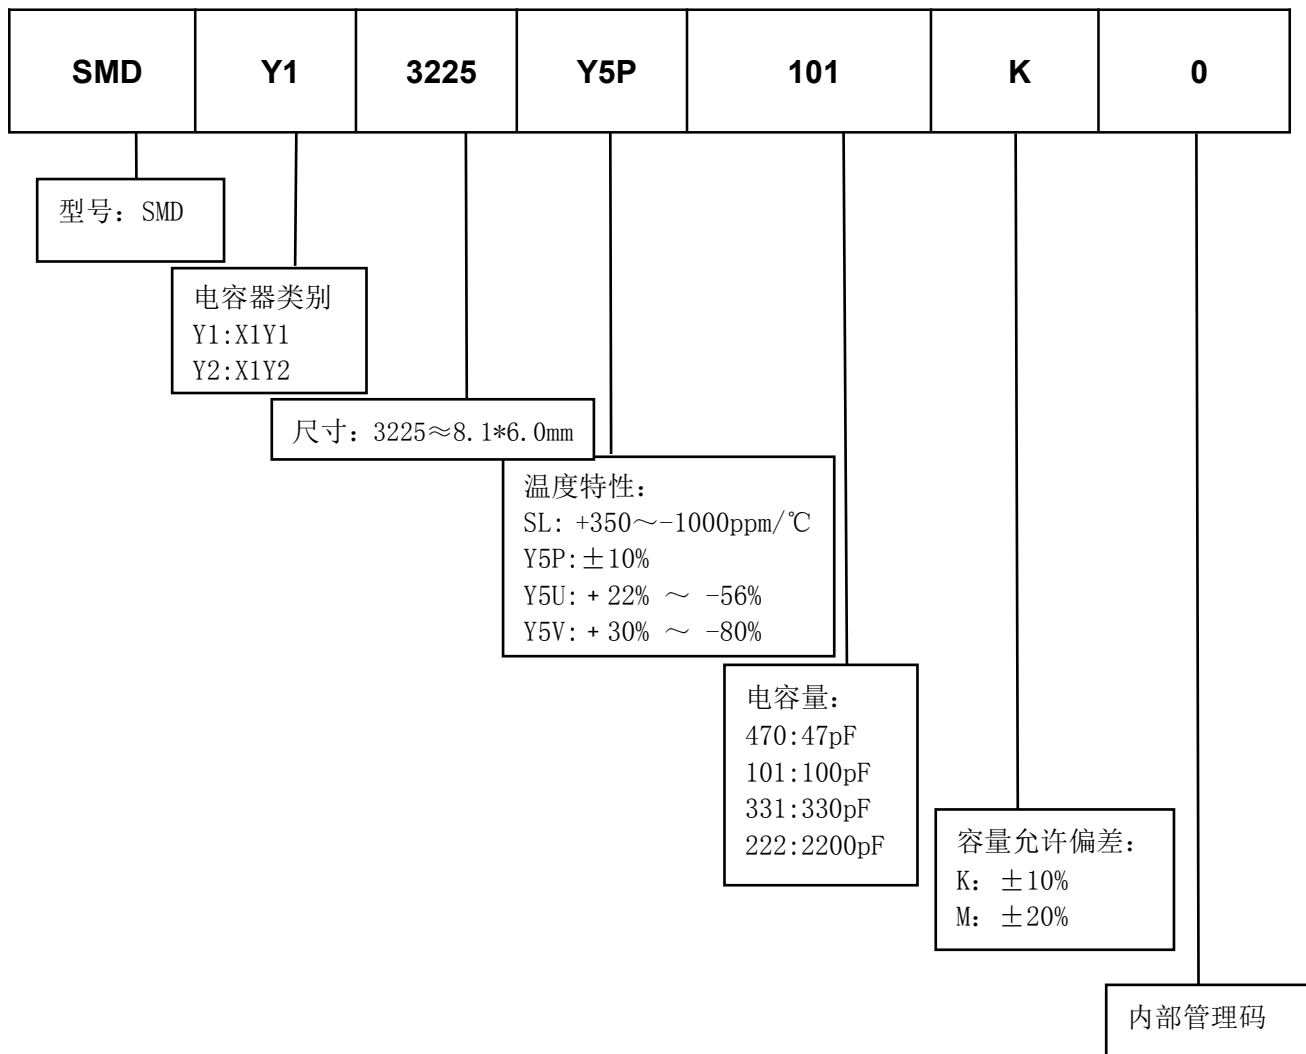 SMD Y1 3225 Y5P 101 K 0
型号：SMD
电容器类别
Y1:X1Y1
Y2:X1Y2
尺寸：3225≈8.1*6.0mm
温度特性：
SL: +350～-1000ppm/℃
Y5P:±10%
Y5U:+22% ～ -56%
Y5V:+30% ～ -80%
电容量：
470:47pF
101:100pF
331:330pF
222:2200pF
容量允许偏差：
K：±10%
M：±20%
内部管理码